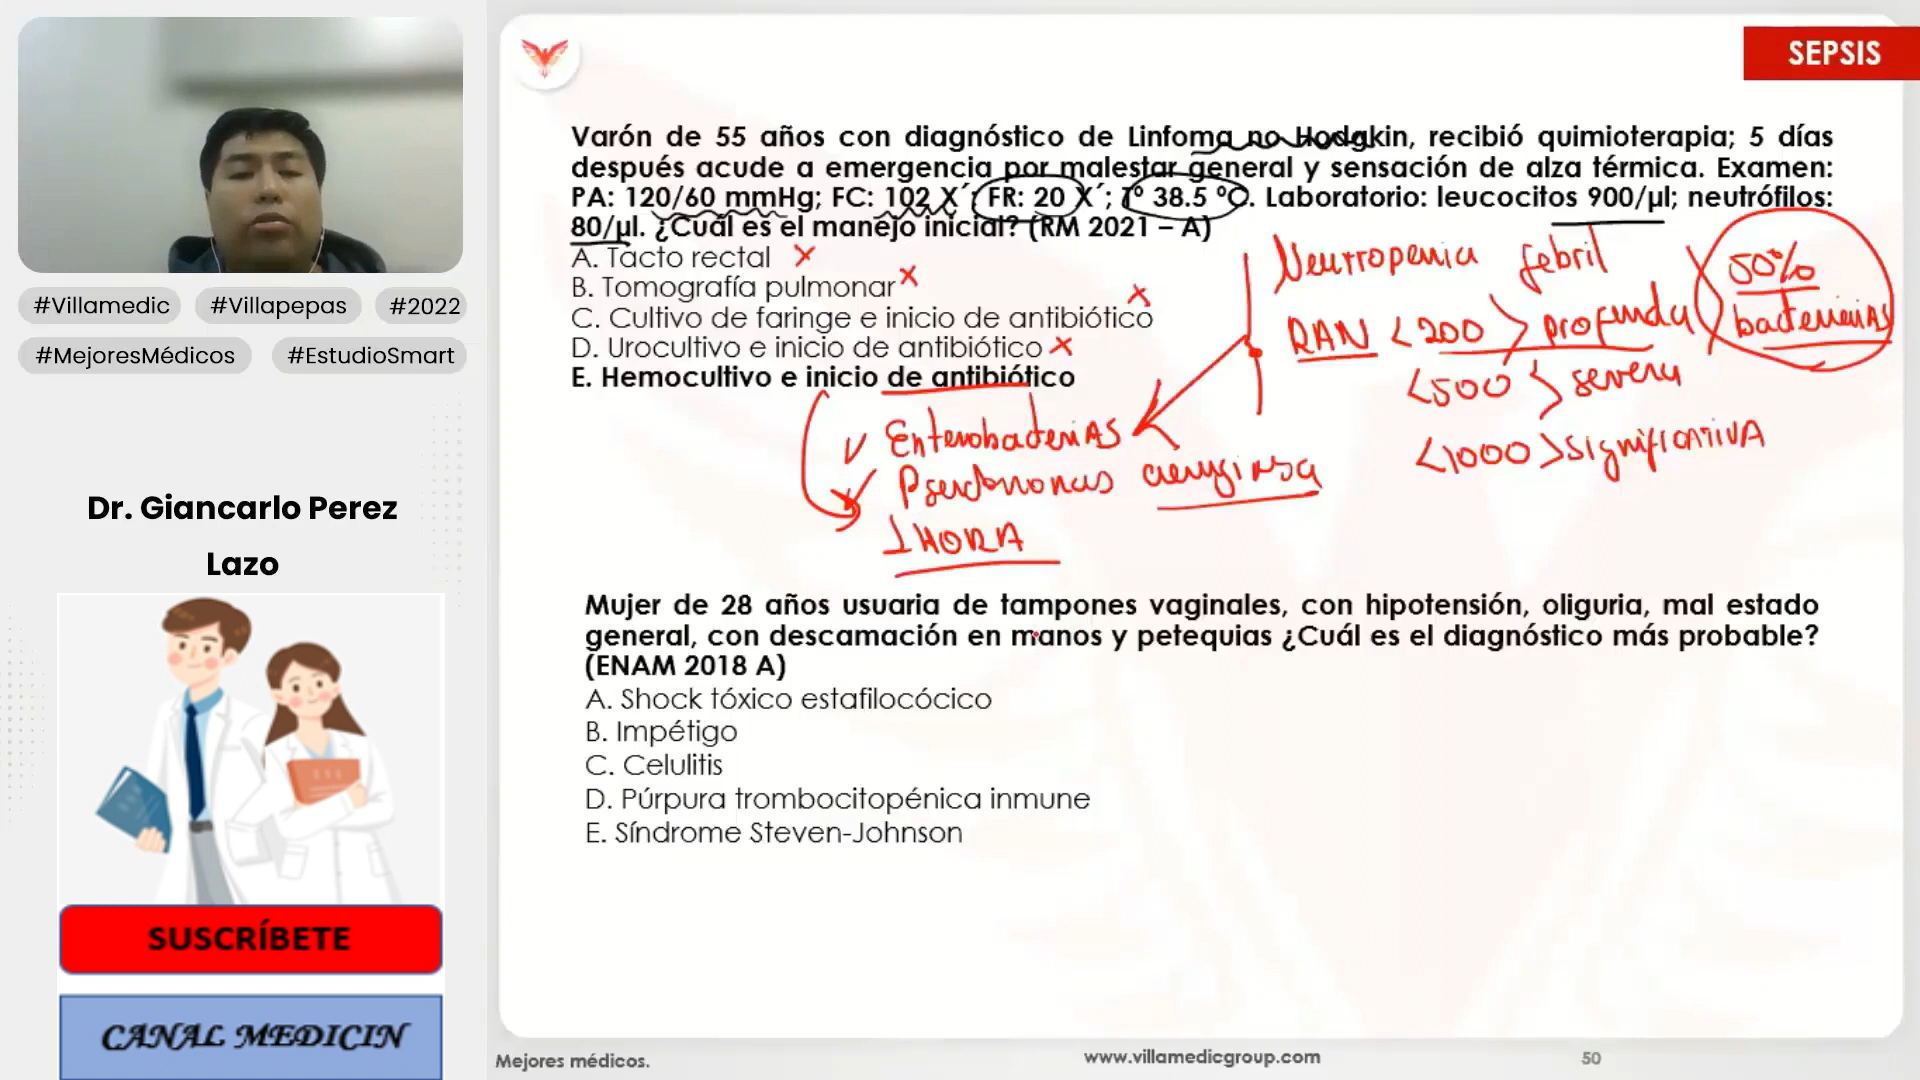 SEPSIS
Varón de 55 años con diagnóstico de Linfoma no Hodgkin, recibió quimioterapia; 5 días
después acude a emergencia por malestar general y sensación de alza térmica. Examen:
PA: 120/60 mmHg; FC: 102 X´; FR: 20 X´; Tº 38.5 ºC. Laboratorio: leucocitos 900/µl; neutrófilos:
80/µl. ¿Cuál es el manejo inicial? (RM 2021 – A)
A. Tacto rectal
B. Tomografía pulmonar
C. Cultivo de faringe e inicio de antibiótico
D. Urocultivo e inicio de antibiótico
E. Hemocultivo e inicio de antibiótico
Neutropenia febril
RAN <200 > profunda
<500 > severa
<1000 > significativa
50%
bacteriemias
Enterobacterias
Pseudomonas aeruginosa
1 HORA
Mujer de 28 años usuaria de tampones vaginales, con hipotensión, oliguria, mal estado
general, con descamación en manos y petequias ¿Cuál es el diagnóstico más probable?
(ENAM 2018 A)
A. Shock tóxico estafilocócico
B. Impétigo
C. Celulitis
D. Púrpura trombocitopénica inmune
E. Síndrome Steven-Johnson
#Villamedic #Villapepas #2022
#MejoresMédicos #EstudioSmart
Dr. Giancarlo Perez
Lazo
SUSCRÍBETE
CANAL MEDICIN
Mejores médicos.
www.villamedicgroup.com
50